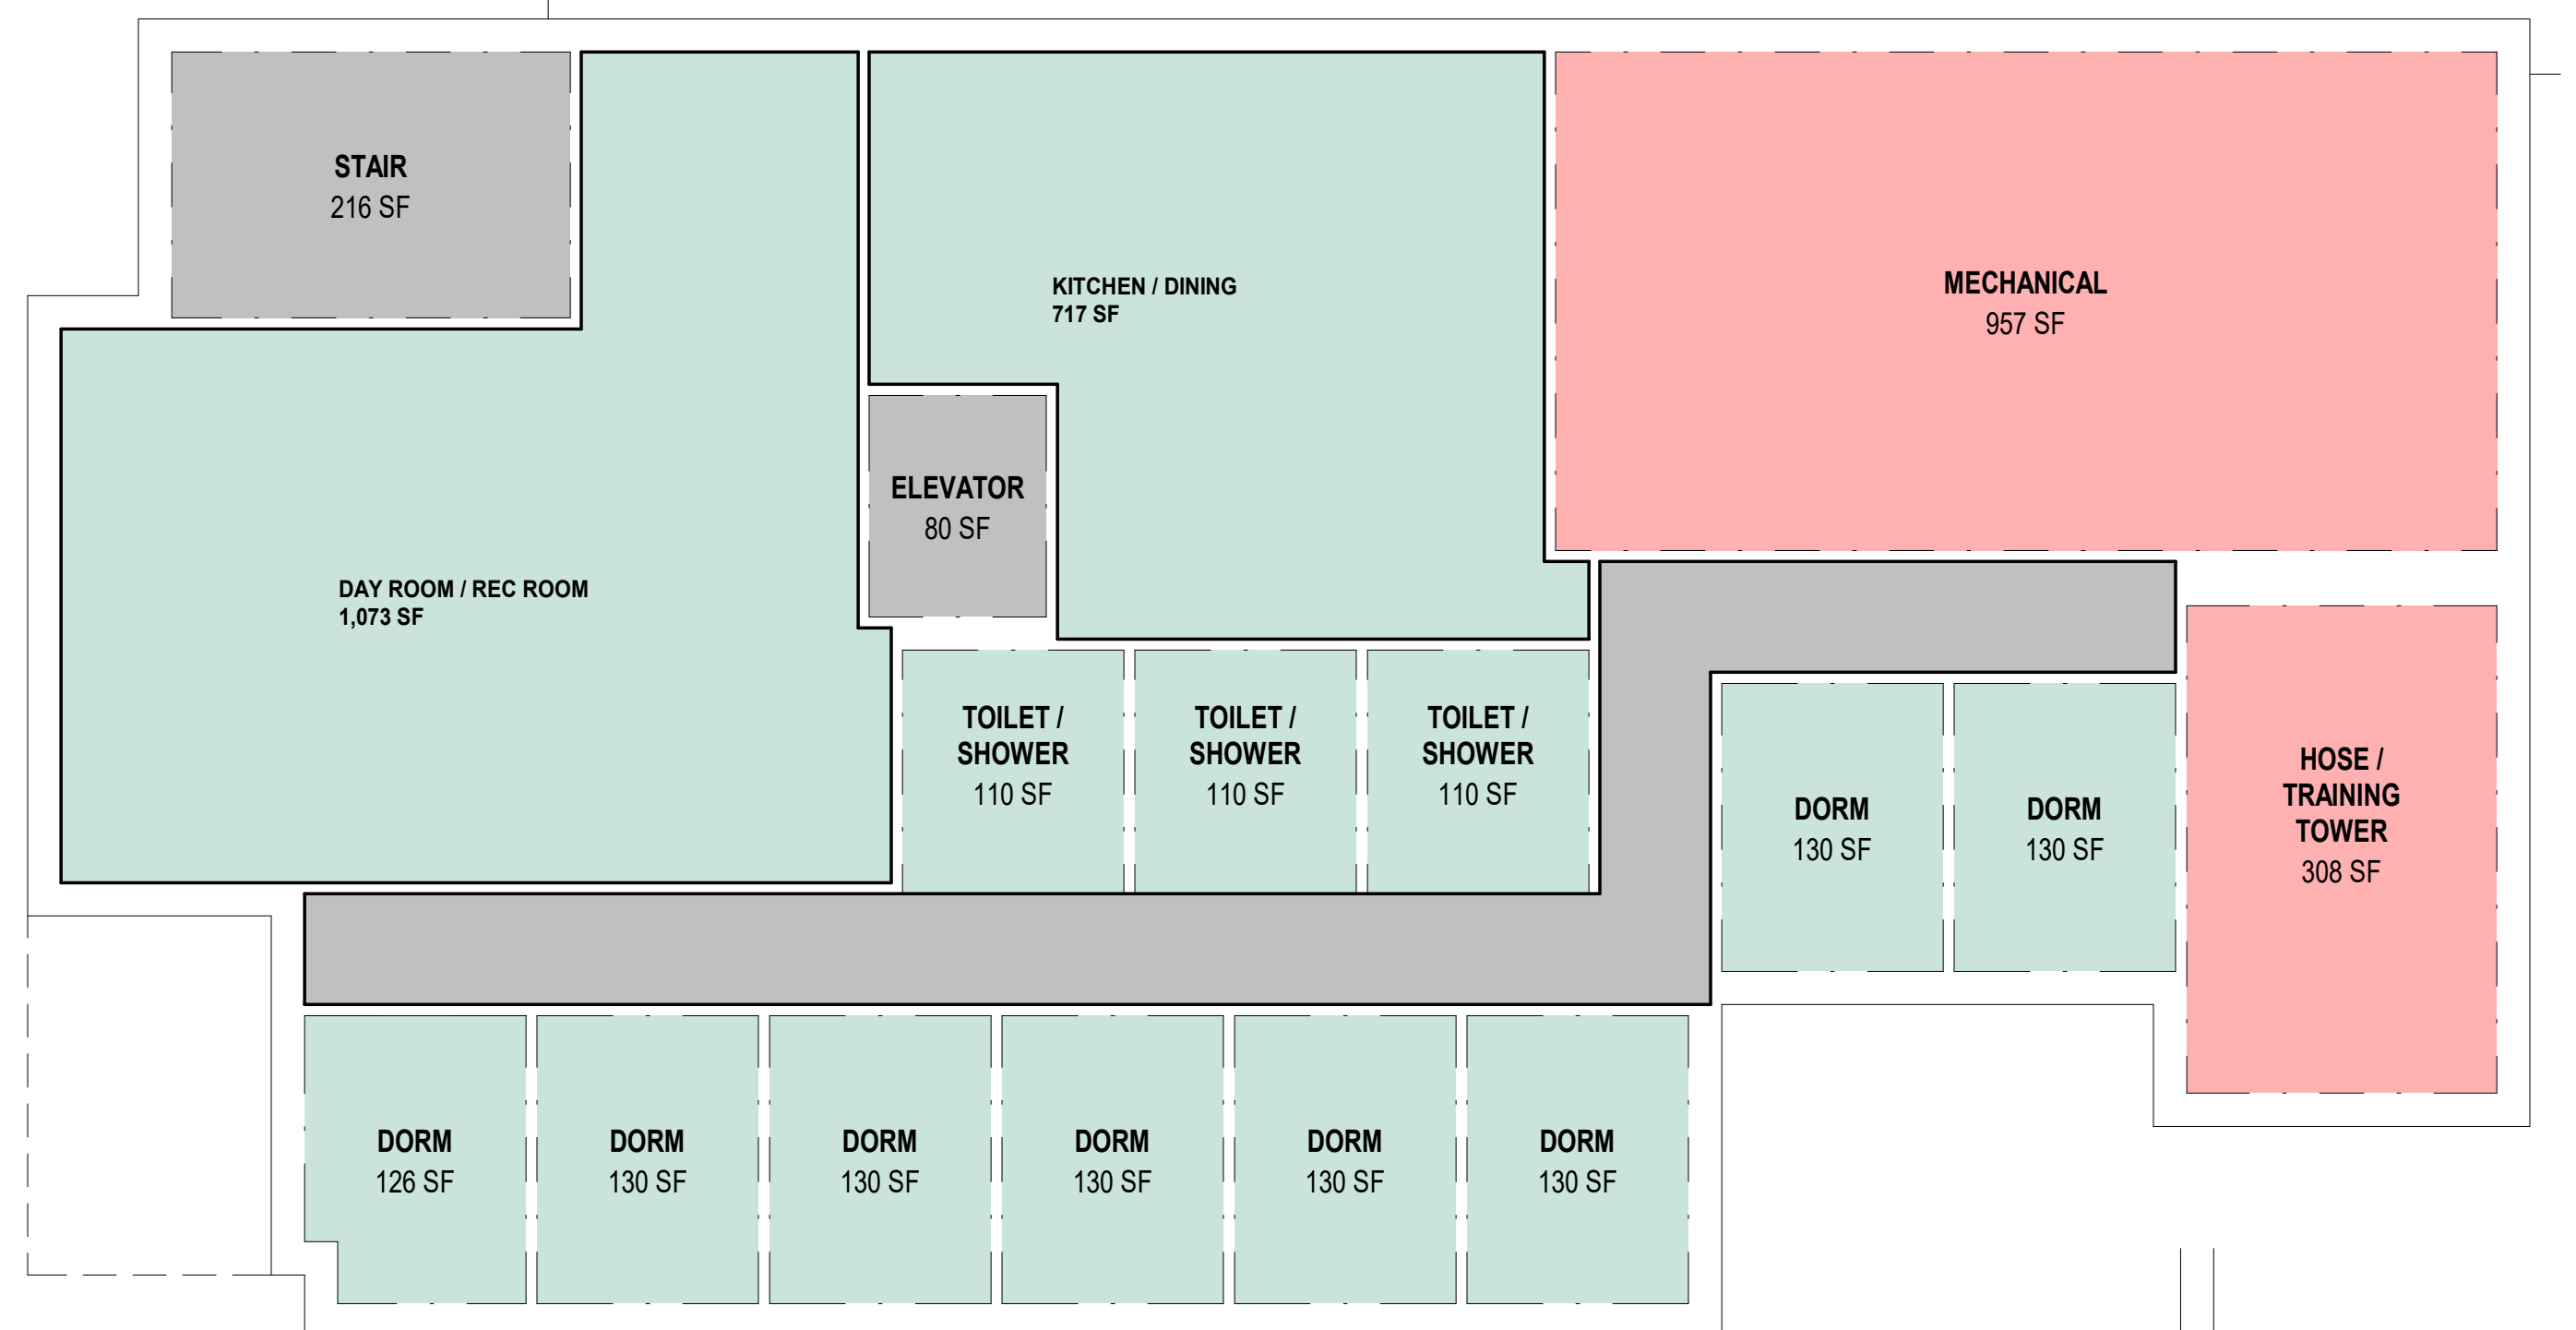 STAIR
216 SF
KITCHEN / DINING
717 SF
MECHANICAL
957 SF
ELEVATOR
80 SF
DAY ROOM / REC ROOM
1,073 SF
TOILET /
SHOWER
110 SF
TOILET /
SHOWER
110 SF
TOILET /
SHOWER
110 SF
DORM
130 SF
DORM
130 SF
HOSE /
TRAINING
TOWER
308 SF
DORM
126 SF
DORM
130 SF
DORM
130 SF
DORM
130 SF
DORM
130 SF
DORM
130 SF